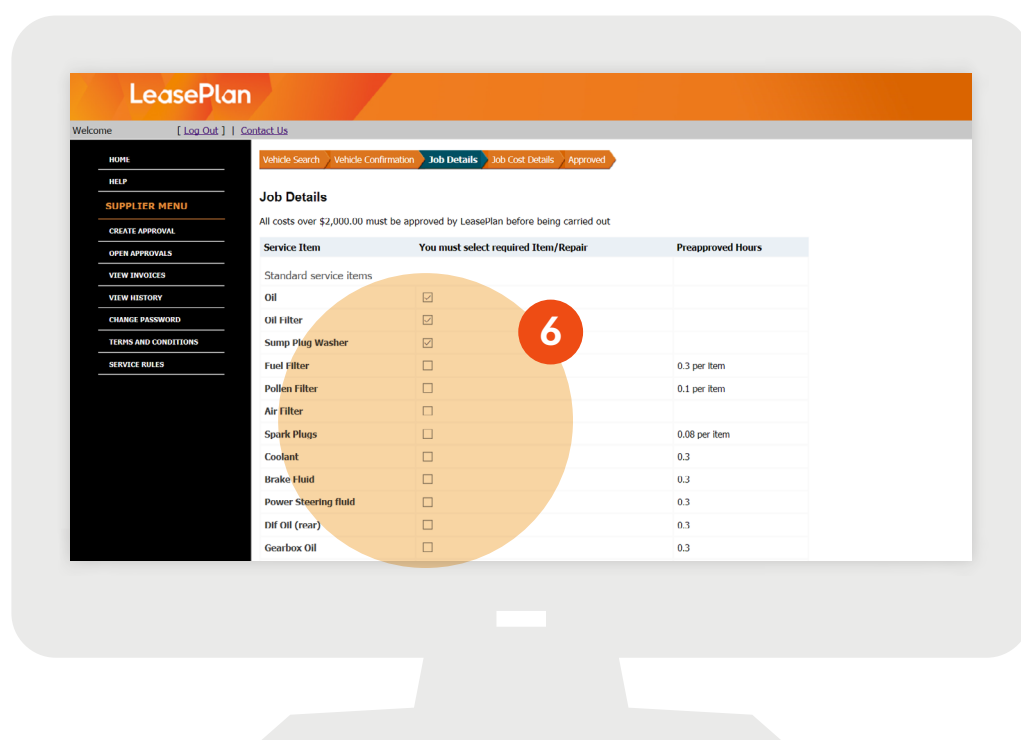 LeasePlan
Welcome [ Log Out ] | Contact Us
HOME
HELP
SUPPLIER MENU
CREATE APPROVAL
OPEN APPROVALS
VIEW INVOICES
VIEW HISTORY
CHANGE PASSWORD
TERMS AND CONDITIONS
SERVICE RULES
Vehicle Search Vehicle Confirmation Job Details Job Cost Details Approved
Job Details
All costs over $2,000.00 must be approved by LeasePlan before being carried out
Service Item You must select required Item/Repair Preapproved Hours
Standard service items
Oil
Oil Filter
6
Sump Plug Washer
Fuel Filter 0.3 per item
Pollen Filter 0.1 per item
Air Filter
Spark Plugs 0.08 per item
Coolant 0.3
Brake Fluid 0.3
Power Steering fluid 0.3
Dif Oil (rear) 0.3
Gearbox Oil 0.3